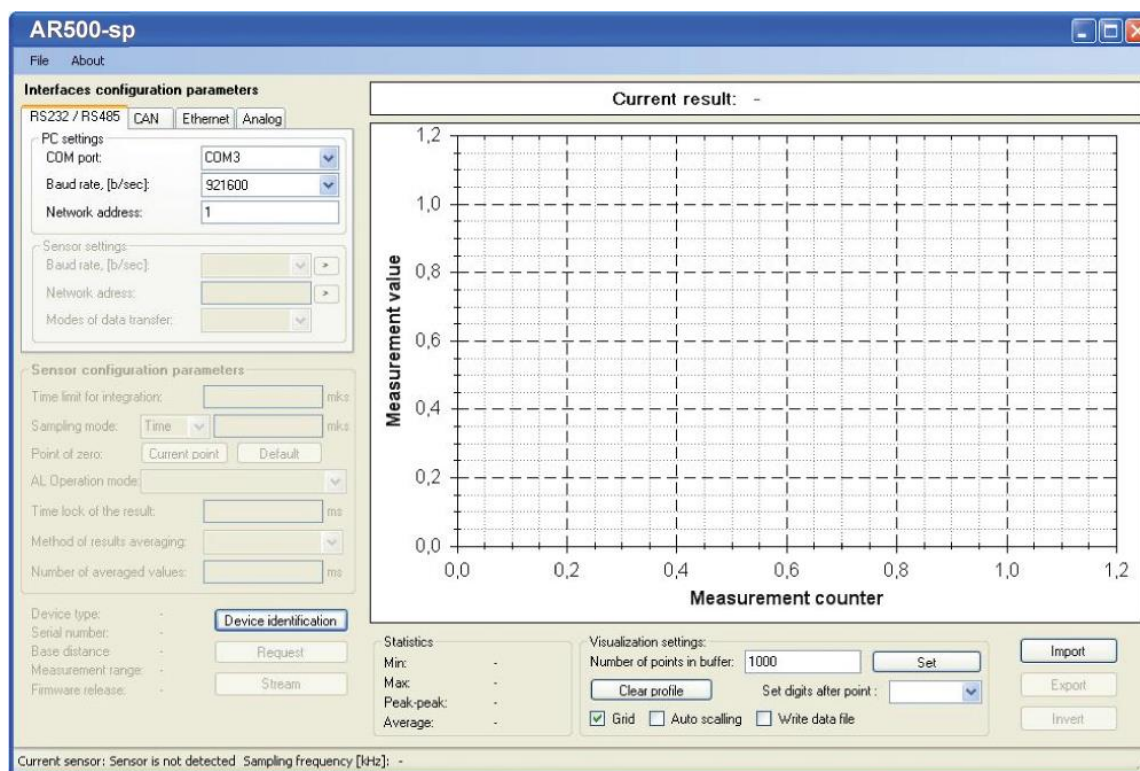 AR500-sp
File About
Interfaces configuration parameters
RS232 / RS485 CAN Ethernet Analog
PC settings
COM port: COM3
Baud rate, [b/sec]: 921600
Network address: 1
Sensor settings
Baud rate, [b/sec]: >
Network adress: >
Modes of data transfer:
Sensor configuration parameters
Time limit for integration: mks
Sampling mode: Time mks
Point of zero: Current point Default
AL Operation mode:
Time lock of the result: ms
Method of results averaging:
Number of averaged values: ms
Device type: -
Serial number: -
Base distance -
Measurement range: -
Firmware release: -
Device identification
Request
Stream
Current result: -
Measurement value
1,2
1,0
0,8
0,6
0,4
0,2
0,0
0,0 0,2 0,4 0,6 0,8 1,0 1,2
Measurement counter
Statistics
Min: -
Max: -
Peak-peak: -
Average: -
Visualization settings:
Number of points in buffer: 1000 Set
Clear profile Set digits after point :
Grid Auto scalling Write data file
Import
Export
Invert
Current sensor: Sensor is not detected Sampling frequency [kHz]: -